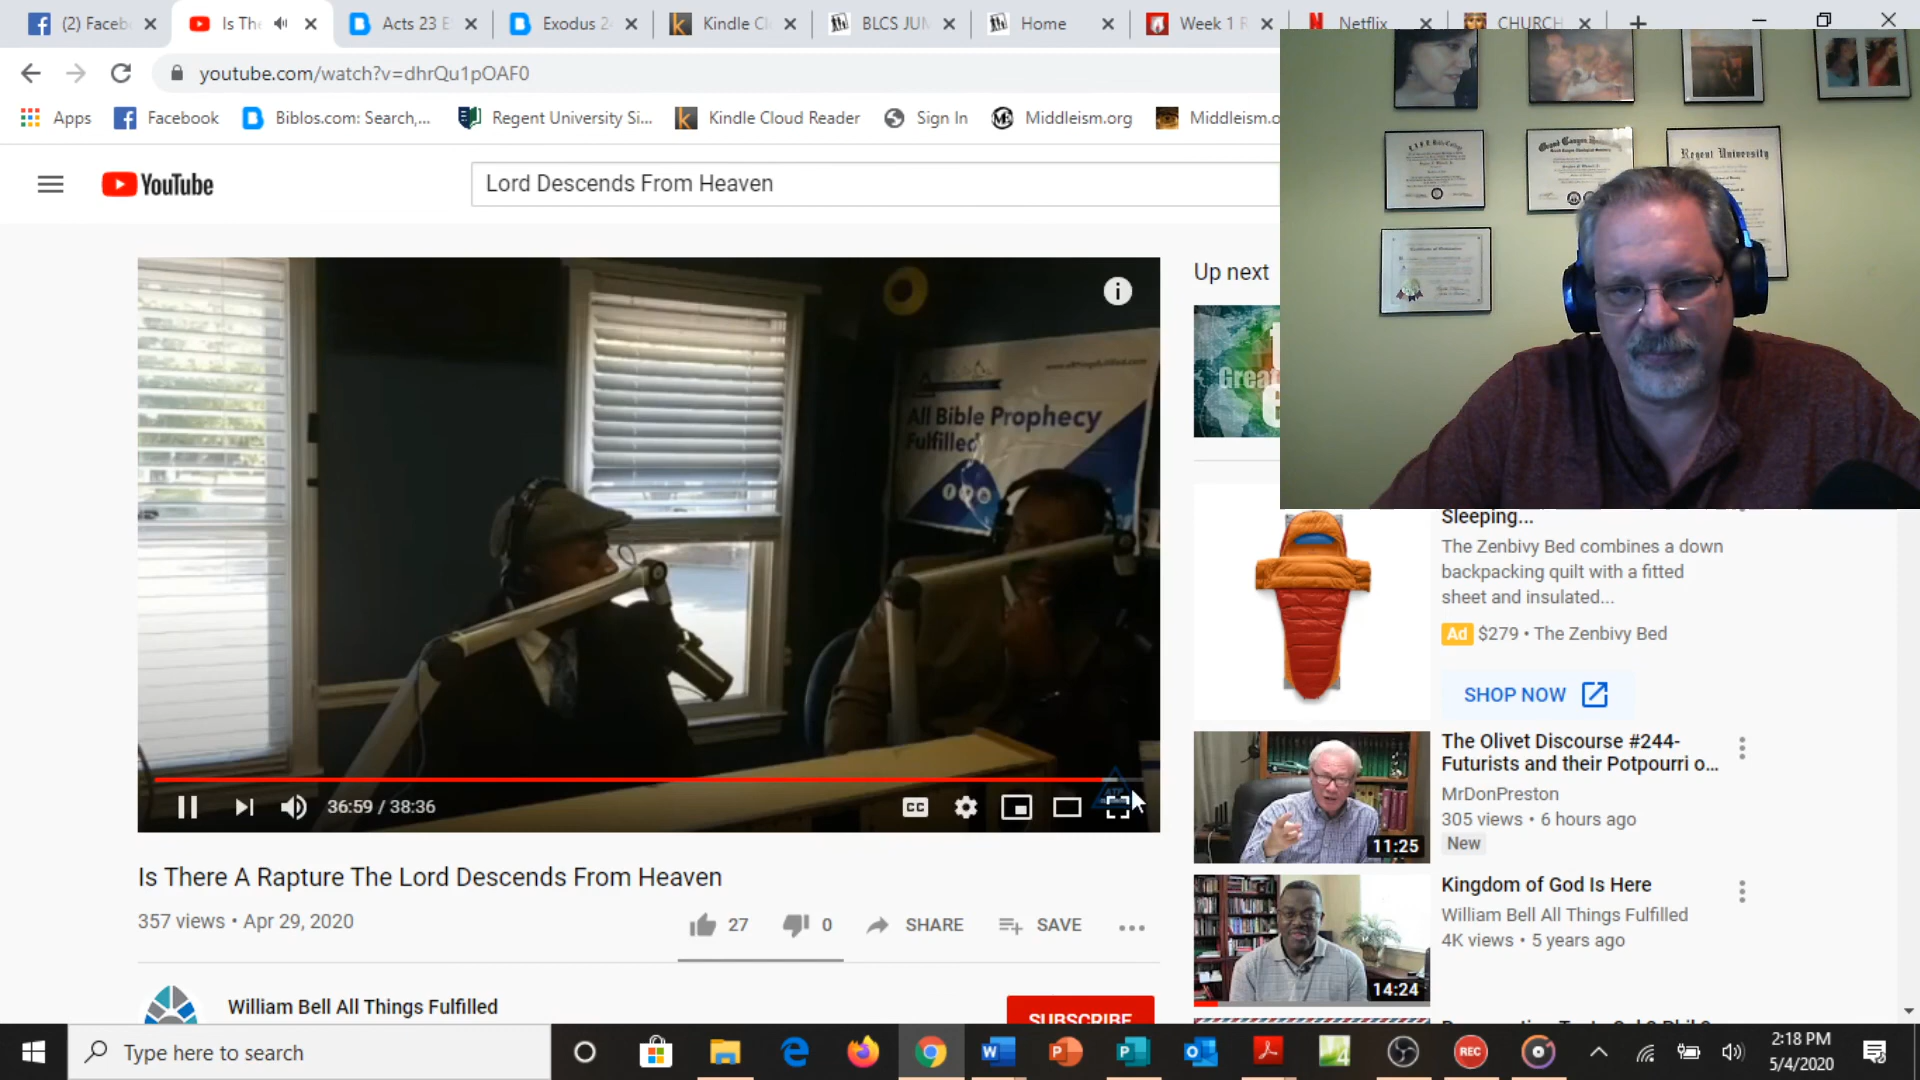 (2) Faceb
Is The
Acts 23 E
Exodus 2
Kindle Cl
BLCS JUN
Home
Week 1 R
Netflix
CHURCH
youtube.com/watch?v=dhrQu1pOAF0
Apps
Facebook
Biblos.com: Search,...
Regent University Si...
Kindle Cloud Reader
Sign In
Middleism.org
Middleism.o
YouTube
Lord Descends From Heaven
Regent University
All Bible Prophecy
Fulfilled
36:59 / 38:36
CC
Is There A Rapture The Lord Descends From Heaven
357 views • Apr 29, 2020
27
0
SHARE
SAVE
William Bell All Things Fulfilled
SUBSCRIBE
Up next
Great
Sleeping...
The Zenbivy Bed combines a down
backpacking quilt with a fitted
sheet and insulated...
Ad $279 • The Zenbivy Bed
SHOP NOW
11:25
The Olivet Discourse #244-
Futurists and their Potpourri o...
MrDonPreston
305 views • 6 hours ago
New
14:24
Kingdom of God Is Here
William Bell All Things Fulfilled
4K views • 5 years ago
Type here to search
REC
2:18 PM
5/4/2020